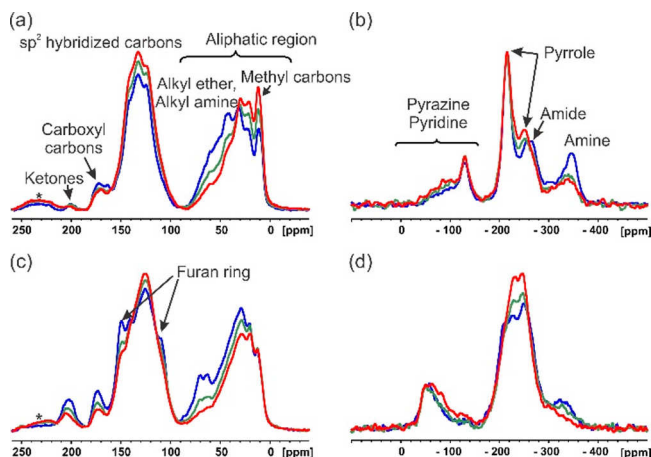 (a)
sp² hybridized carbons
Aliphatic region
Alkyl ether,
Alkyl amine
Methyl carbons
Carboxyl
carbons
Ketones
*
250 200 150 100 50 0 [ppm]
(b)
Pyrrole
Pyrazine
Pyridine
Amide
Amine
0 - 100 - 200 - 300 - 400 [ppm]
(c)
Furan ring
*
250 200 150 100 50 0 [ppm]
(d)
0 - 100 - 200 - 300 - 400 [ppm]